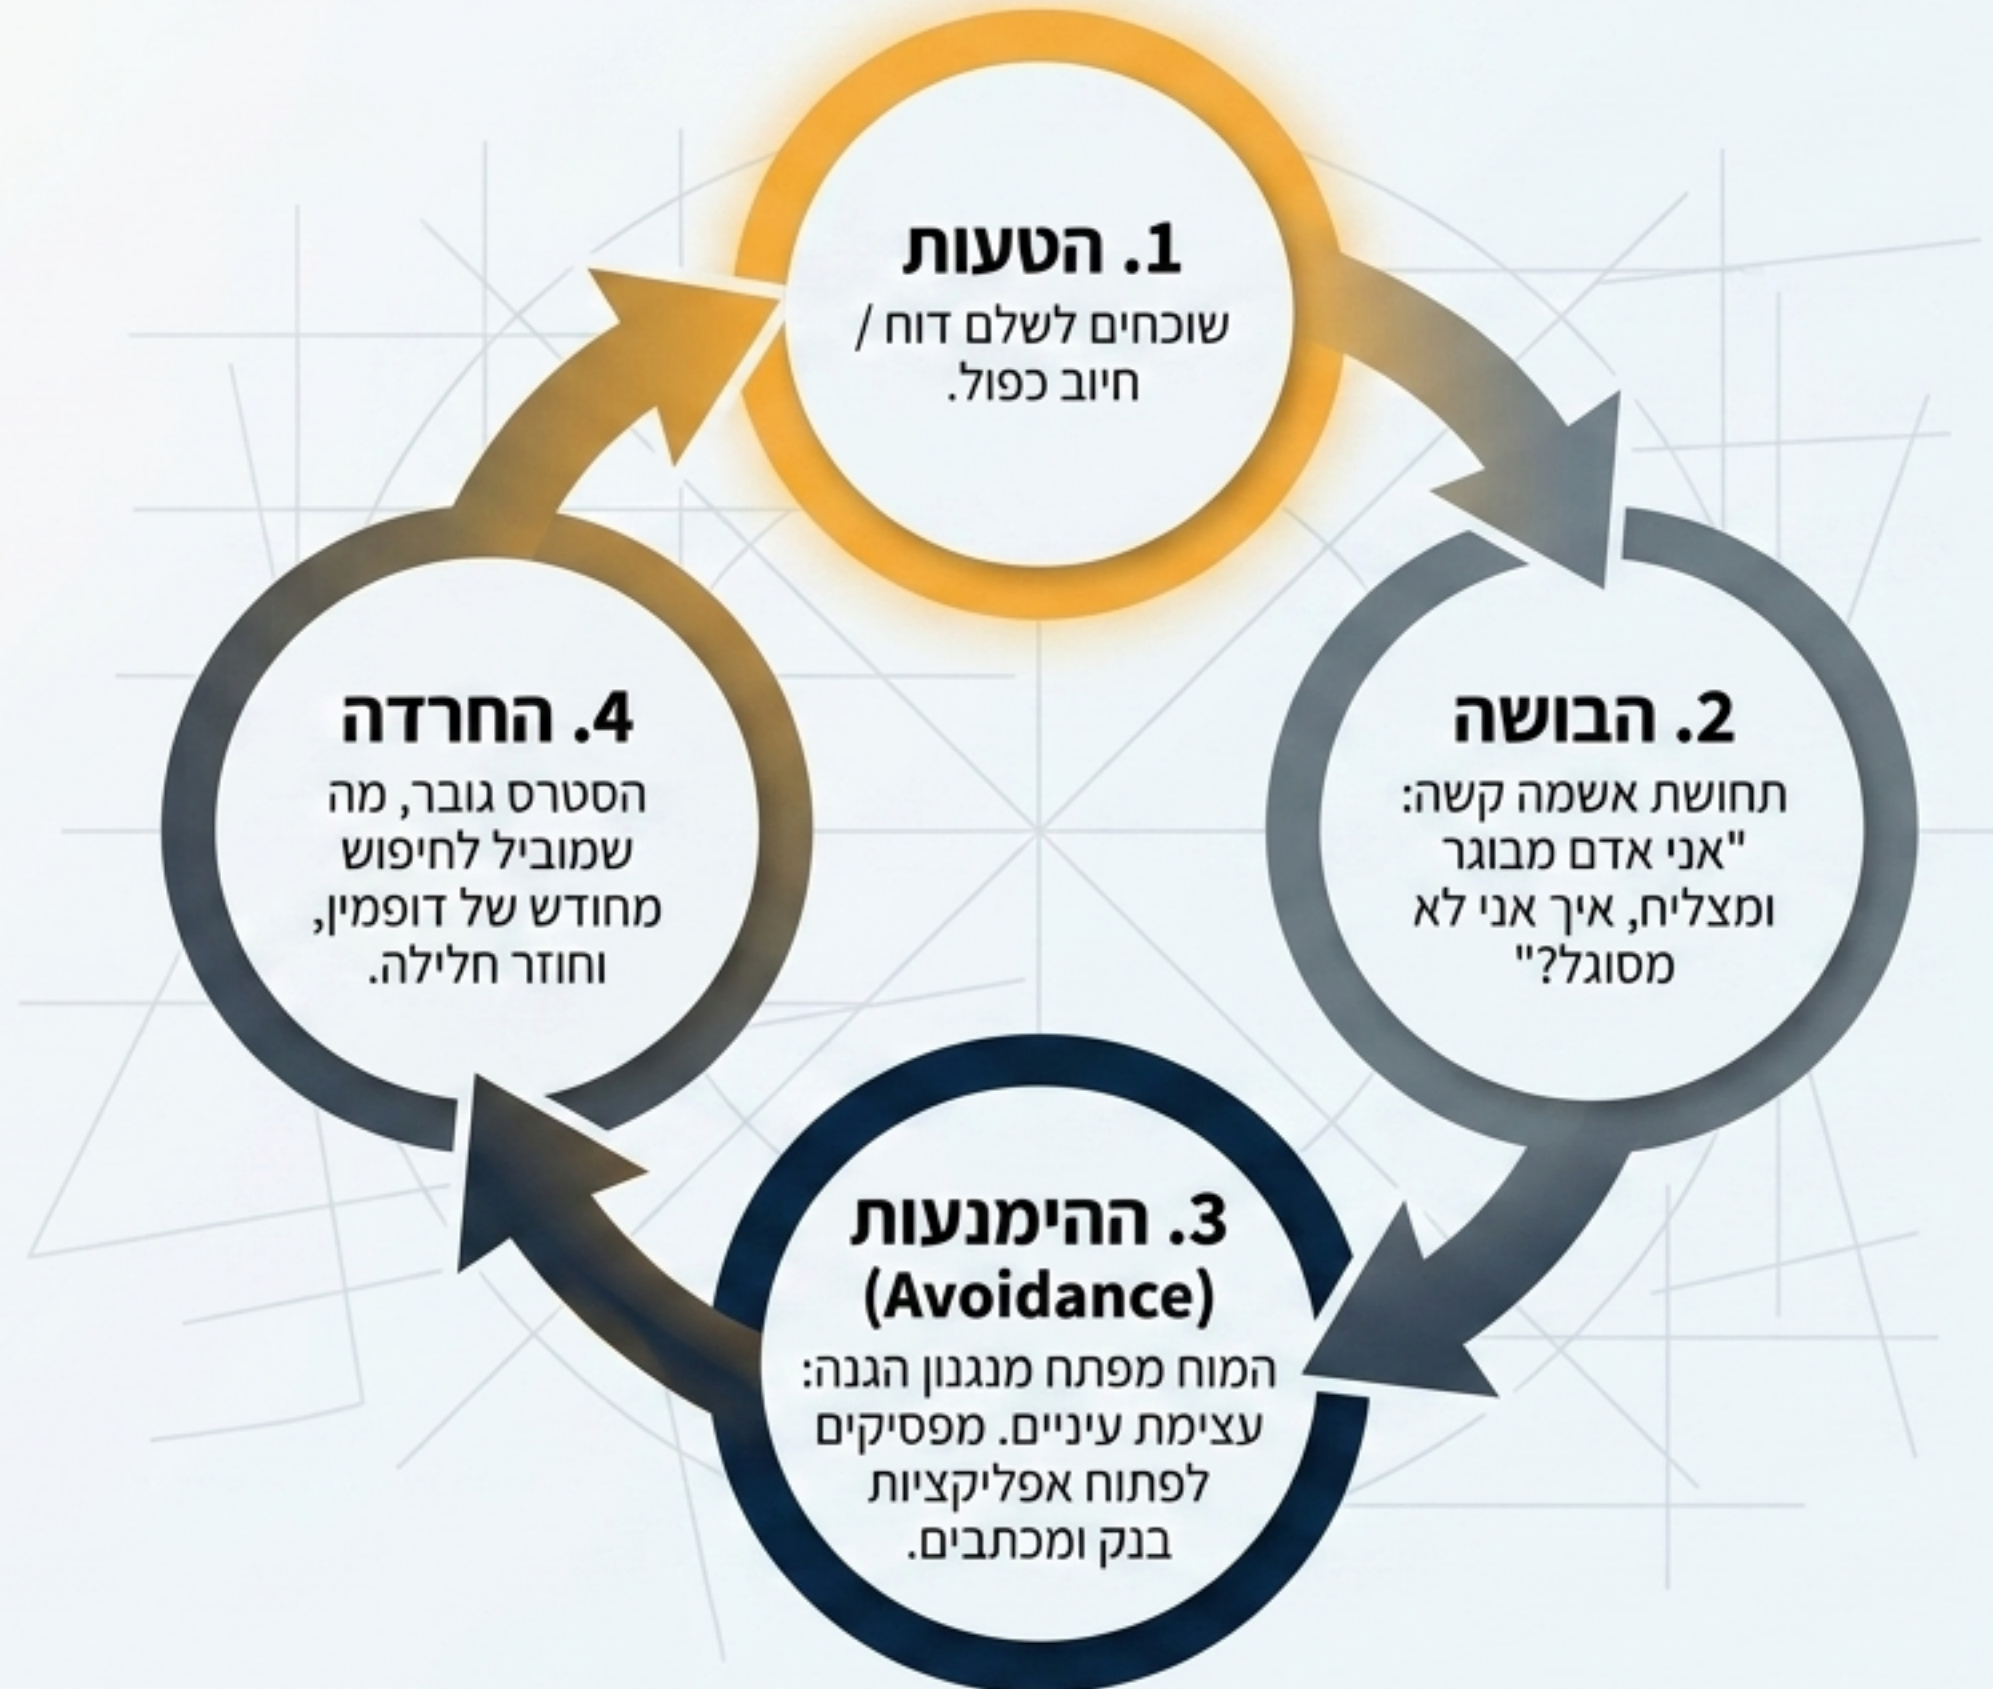 1. הטעות
שוכחים לשלם דוח /
חיוב כפול.
2. הבושה
תחושת אשמה קשה:
"אני אדם מבוגר
ומצליח, איך אני לא
מסוגל?"
3. ההימנעות
(Avoidance)
המוח מפתח מנגנון הגנה:
עצימת עיניים. מפסיקים
לפתוח אפליקציות
בנק ומכתבים.
4. החרדה
הסטרס גובר, מה
שמוביל לחיפוש
מחודש של דופמין,
וחוזר חלילה.